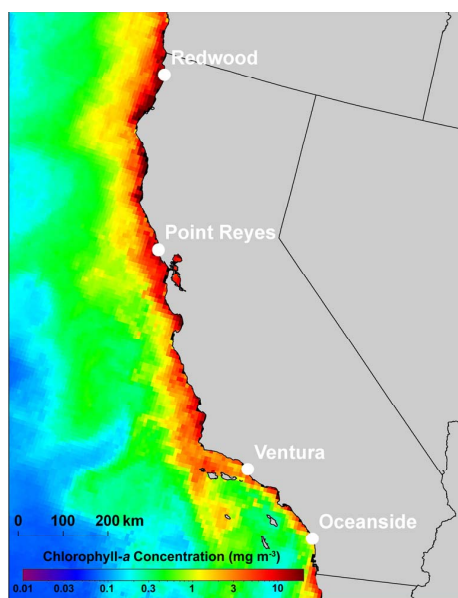 Redwood
Point Reyes
Ventura
Oceanside
0 100 200 km
Chlorophyll-a Concentration (mg m-3)
0.01 0.03 0.1 0.3 1 3 10